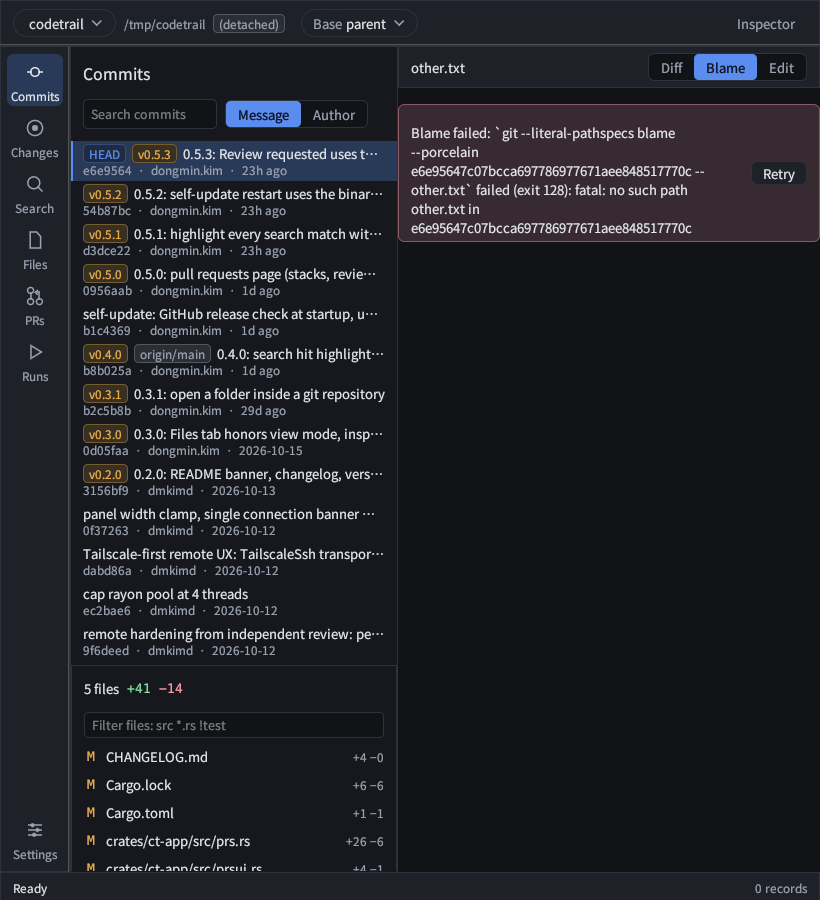 codetrail
/tmp/codetrail
(detached)
Base parent
Inspector
Commits
Changes
Search
Files
PRs
Runs
Settings
Commits
Search commits
Message
Author
HEAD v0.5.3 0.5.3: Review requested uses t···
e6e9564 · dongmin.kim · 23h ago
v0.5.2 0.5.2: self-update restart uses the binar···
54b87bc · dongmin.kim · 23h ago
v0.5.1 0.5.1: highlight every search match wit···
d3dce22 · dongmin.kim · 23h ago
v0.5.0 0.5.0: pull requests page (stacks, revie···
0956aab · dongmin.kim · 1d ago
self-update: GitHub release check at startup, u···
b1c4369 · dongmin.kim · 1d ago
v0.4.0 origin/main 0.4.0: search hit highlight···
b8b025a · dongmin.kim · 1d ago
v0.3.1 0.3.1: open a folder inside a git repository
b2c5b8b · dongmin.kim · 29d ago
v0.3.0 0.3.0: Files tab honors view mode, insp···
0d05faa · dongmin.kim · 2026-10-15
v0.2.0 0.2.0: README banner, changelog, vers···
3156bf9 · dmkimd · 2026-10-13
panel width clamp, single connection banner ···
0f37263 · dmkimd · 2026-10-12
Tailscale-first remote UX: TailscaleSsh transpor···
dabd86a · dmkimd · 2026-10-12
cap rayon pool at 4 threads
ec2bae6 · dmkimd · 2026-10-12
remote hardening from independent review: pe···
9f6deed · dmkimd · 2026-10-12
5 files +41 −14
Filter files: src *.rs !test
M CHANGELOG.md +4 −0
M Cargo.lock +6 −6
M Cargo.toml +1 −1
M crates/ct-app/src/prs.rs +26 −6
M crates/ct-app/src/prsui.rs +4 −1
other.txt
Diff
Blame
Edit
Blame failed: `git --literal-pathspecs blame
--porcelain
e6e95647c07bcca697786977671aee848517770c --
other.txt` failed (exit 128): fatal: no such path
other.txt in
e6e95647c07bcca697786977671aee848517770c
Retry
Ready
0 records